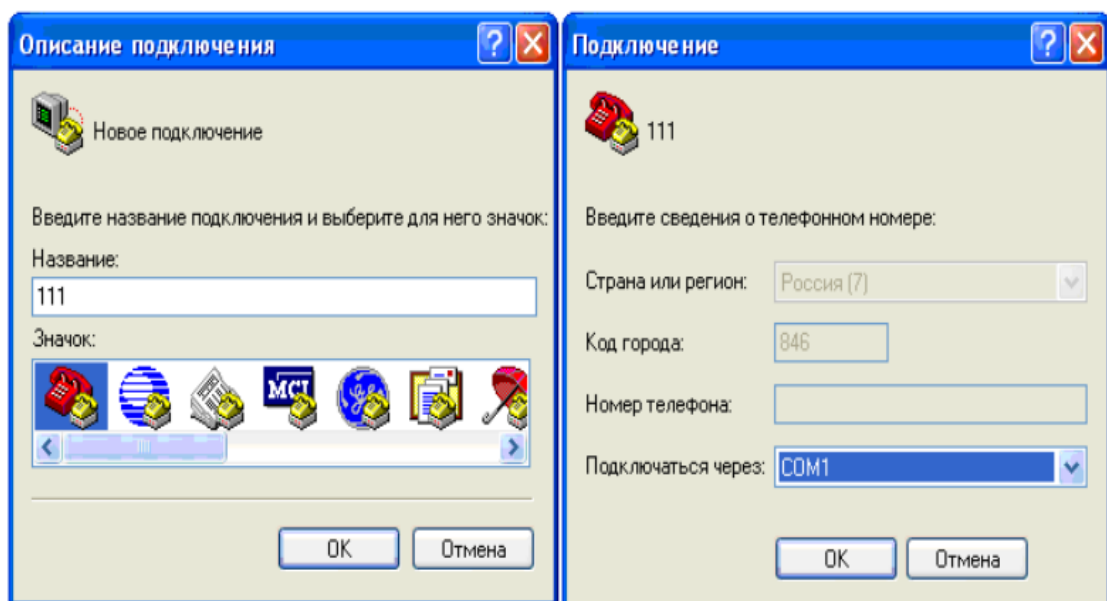 Описание подключения
Новое подключение
Введите название подключения и выберите для него значок:
Название:
111
Значок:
MCI
OK
Отмена
Подключение
111
Введите сведения о телефонном номере:
Страна или регион:
Россия (7)
Код города:
846
Номер телефона:
Подключаться через:
COM1
OK
Отмена